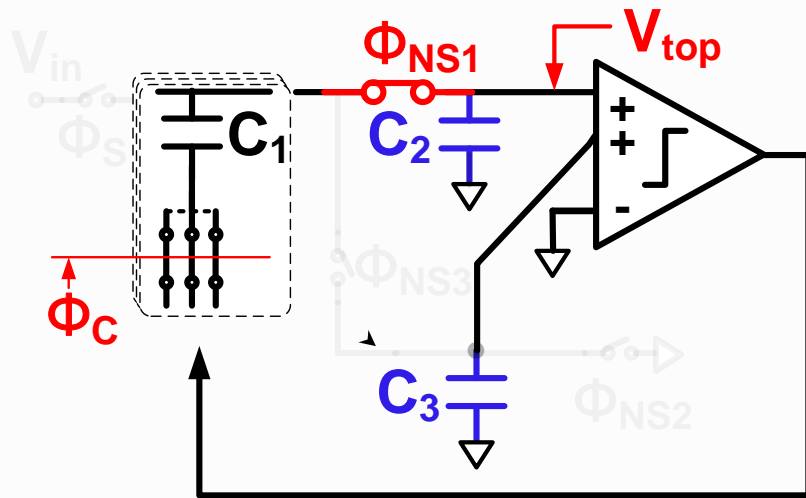 V_in
Φ_S
Φ_NS1
V_top
C_1
C_2
+
+
-
Φ_NS3
Φ_C
C_3
Φ_NS2